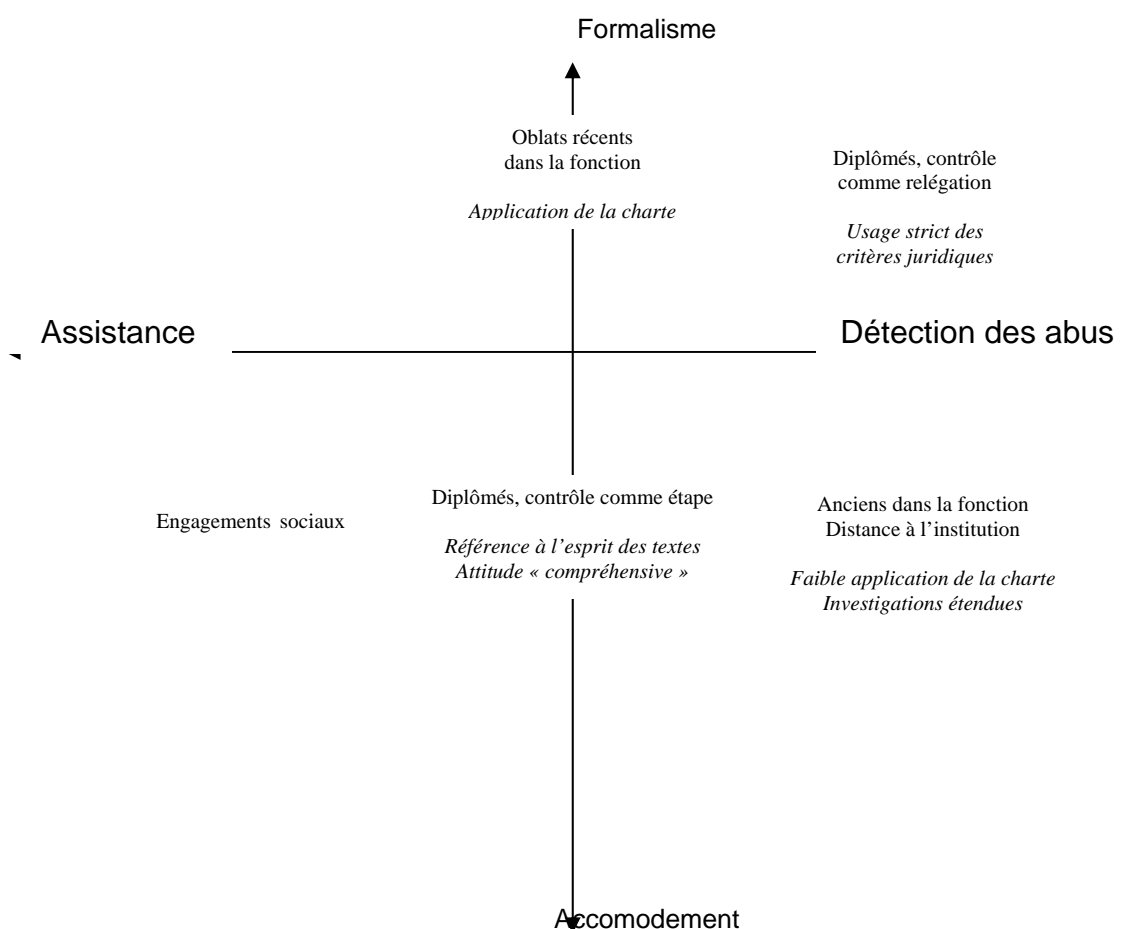 Formalisme
Oblats récents
dans la fonction
Application de la charte
Diplômés, contrôle
comme relégation
Usage strict des
critères juridiques
Assistance
Détection des abus
Engagements sociaux
Diplômés, contrôle comme étape
Référence à l’esprit des textes
Attitude « compréhensive »
Anciens dans la fonction
Distance à l’institution
Faible application de la charte
Investigations étendues
Accomodement